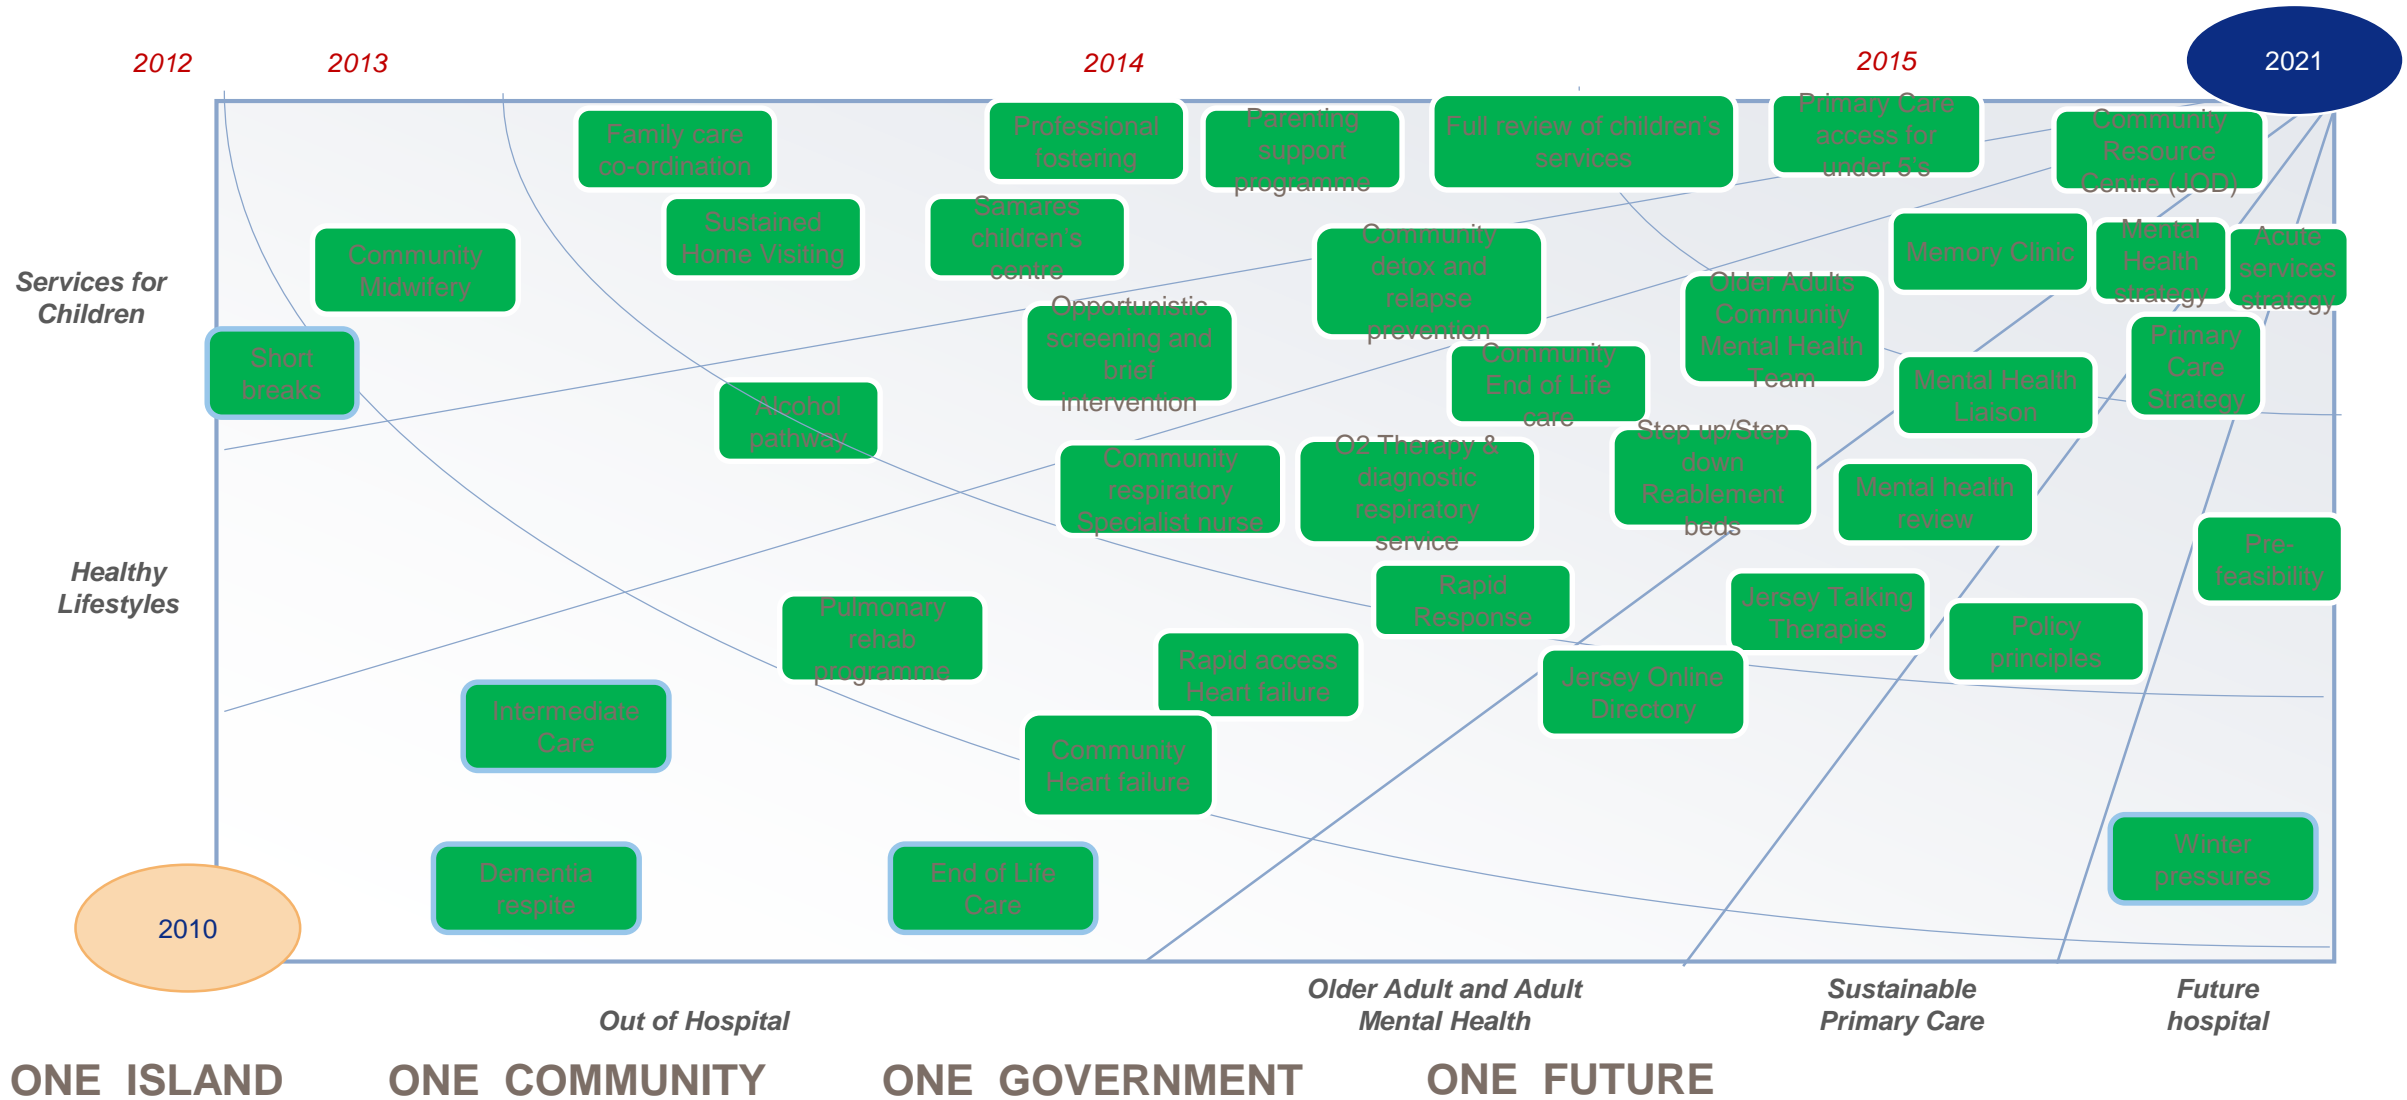 2012
2013
2014
2015
2021
Family care
co-ordination
Professional
fostering
Parenting
support
programme
Full review of children's
services
Primary Care
access for
under 5's
Community
Resource
Centre (JOD)
Sustained
Home Visiting
Samares
children's
centre
Community
Midwifery
Services for
Children
Community
detox and
relapse
prevention
Memory Clinic
Mental
Health
strategy
Acute
services
strategy
Short
breaks
Opportunistic
screening and
brief
intervention
Older Adults
Community
Mental Health
Team
Community
End of Life
care
Primary
Care
Strategy
Alcohol
pathway
Mental Health
Liaison
Community
respiratory
Specialist nurse
O2 Therapy &
diagnostic
respiratory
service
Step up/Step
down
Reablement
beds
Mental health
review
Healthy
Lifestyles
Pre-
feasibility
Rapid
Response
Jersey Talking
Therapies
Pulmonary
rehab
programme
Rapid access
Heart failure
Policy
principles
Jersey Online
Directory
Intermediate
Care
Community
Heart failure
Dementia
respite
End of Life
Care
Winter
pressures
2010
Out of Hospital
Older Adult and Adult
Mental Health
Sustainable
Primary Care
Future
hospital
ONE ISLAND ONE COMMUNITY ONE GOVERNMENT ONE FUTURE